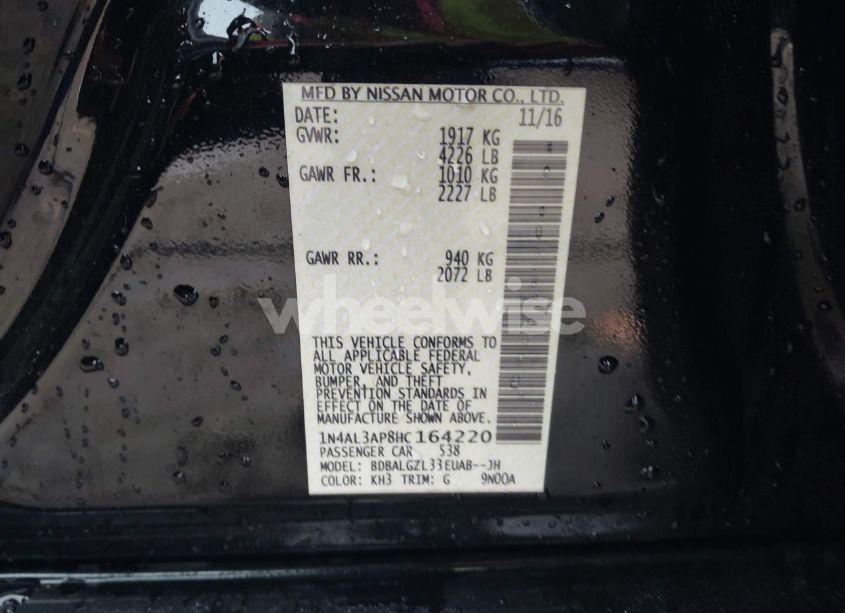 MFD BY NISSAN MOTOR CO., LTD.
DATE: 11/16
GVWR: 1917 KG
4226 LB
GAWR FR.: 1010 KG
2227 LB
GAWR RR.: 940 KG
2072 LB
wheelwise
THIS VEHICLE CONFORMS TO
ALL APPLICABLE FEDERAL
MOTOR VEHICLE SAFETY,
BUMPER, AND THEFT
PREVENTION STANDARDS IN
EFFECT ON THE DATE OF
MANUFACTURE SHOWN ABOVE.
1N4AL3AP8HC164220
PASSENGER CAR 538
MODEL: BDBALGZL33EUAB--JH
COLOR: KH3 TRIM: G 9N00A